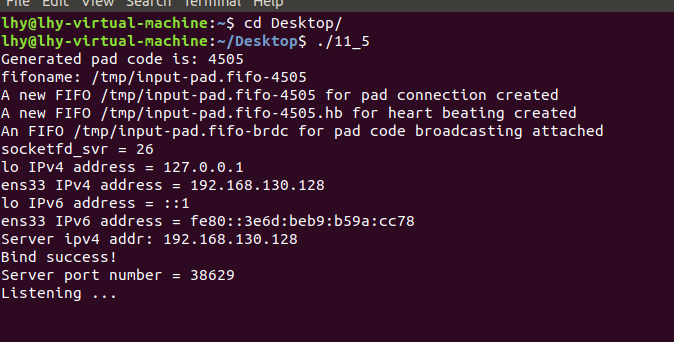 File Edit View Search Terminal Help
lhy@lhy-virtual-machine:~$ cd Desktop/
lhy@lhy-virtual-machine:~/Desktop$ ./11_5
Generated pad code is: 4505
fifoname: /tmp/input-pad.fifo-4505
A new FIFO /tmp/input-pad.fifo-4505 for pad connection created
A new FIFO /tmp/input-pad.fifo-4505.hb for heart beating created
An FIFO /tmp/input-pad.fifo-brdc for pad code broadcasting attached
socketfd_svr = 26
lo IPv4 address = 127.0.0.1
ens33 IPv4 address = 192.168.130.128
lo IPv6 address = ::1
ens33 IPv6 address = fe80::3e6d:beb9:b59a:cc78
Server ipv4 addr: 192.168.130.128
Bind success!
Server port number = 38629
Listening ...